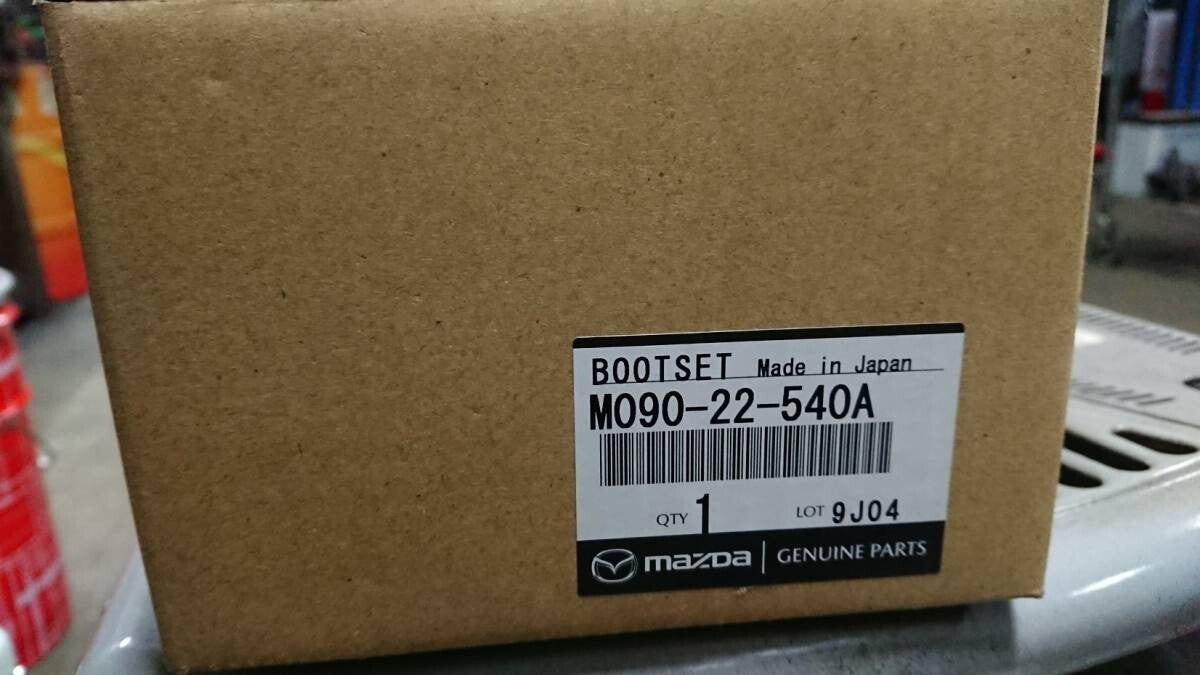 BOOTSET Made in Japan
M090-22-540A
QTY 1 LOT 9J04
mazda GENUINE PARTS